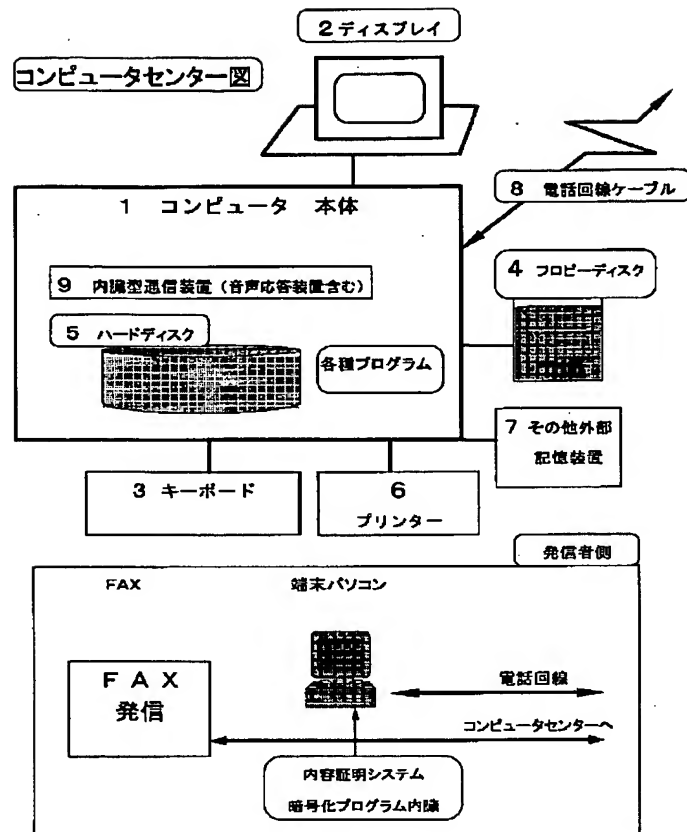 2 ディスプレイ
コンピュータセンター図
8 電話回線ケーブル
1 コンピュータ 本体
9 内臓型通信装置(音声応答装置含む)
4 フロピーディスク
5 ハードディスク
各種プログラム
7 その他外部
記憶装置
3 キーボード
6
プリンター
発信者側
FAX
端末パソコン
FAX
発信
電話回線
コンピュータセンターへ
内容証明システム
暗号化プログラム内臓